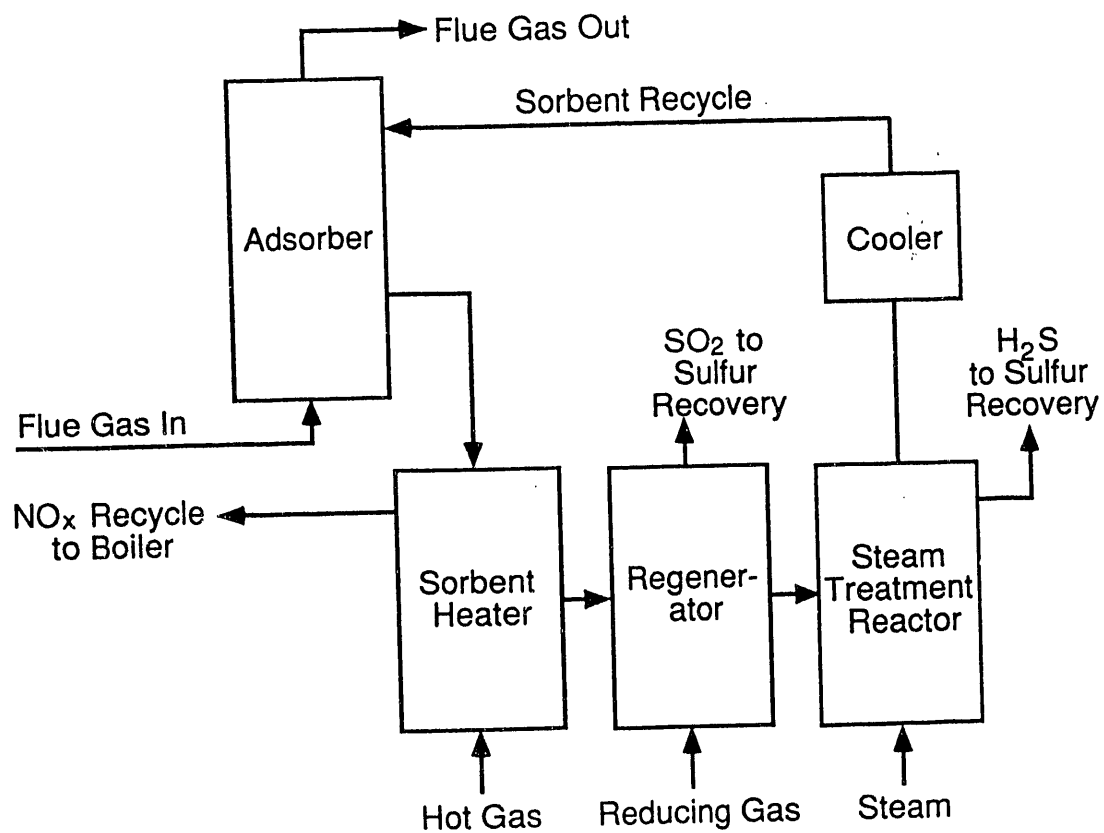 Flue Gas Out
Sorbent Recycle
Adsorber
Cooler
SO2 to
Sulfur
Recovery
H2S
to Sulfur
Recovery
Flue Gas In
NOx Recycle
to Boiler
Sorbent
Heater
Regener-
ator
Steam
Treatment
Reactor
Hot Gas
Reducing Gas
Steam